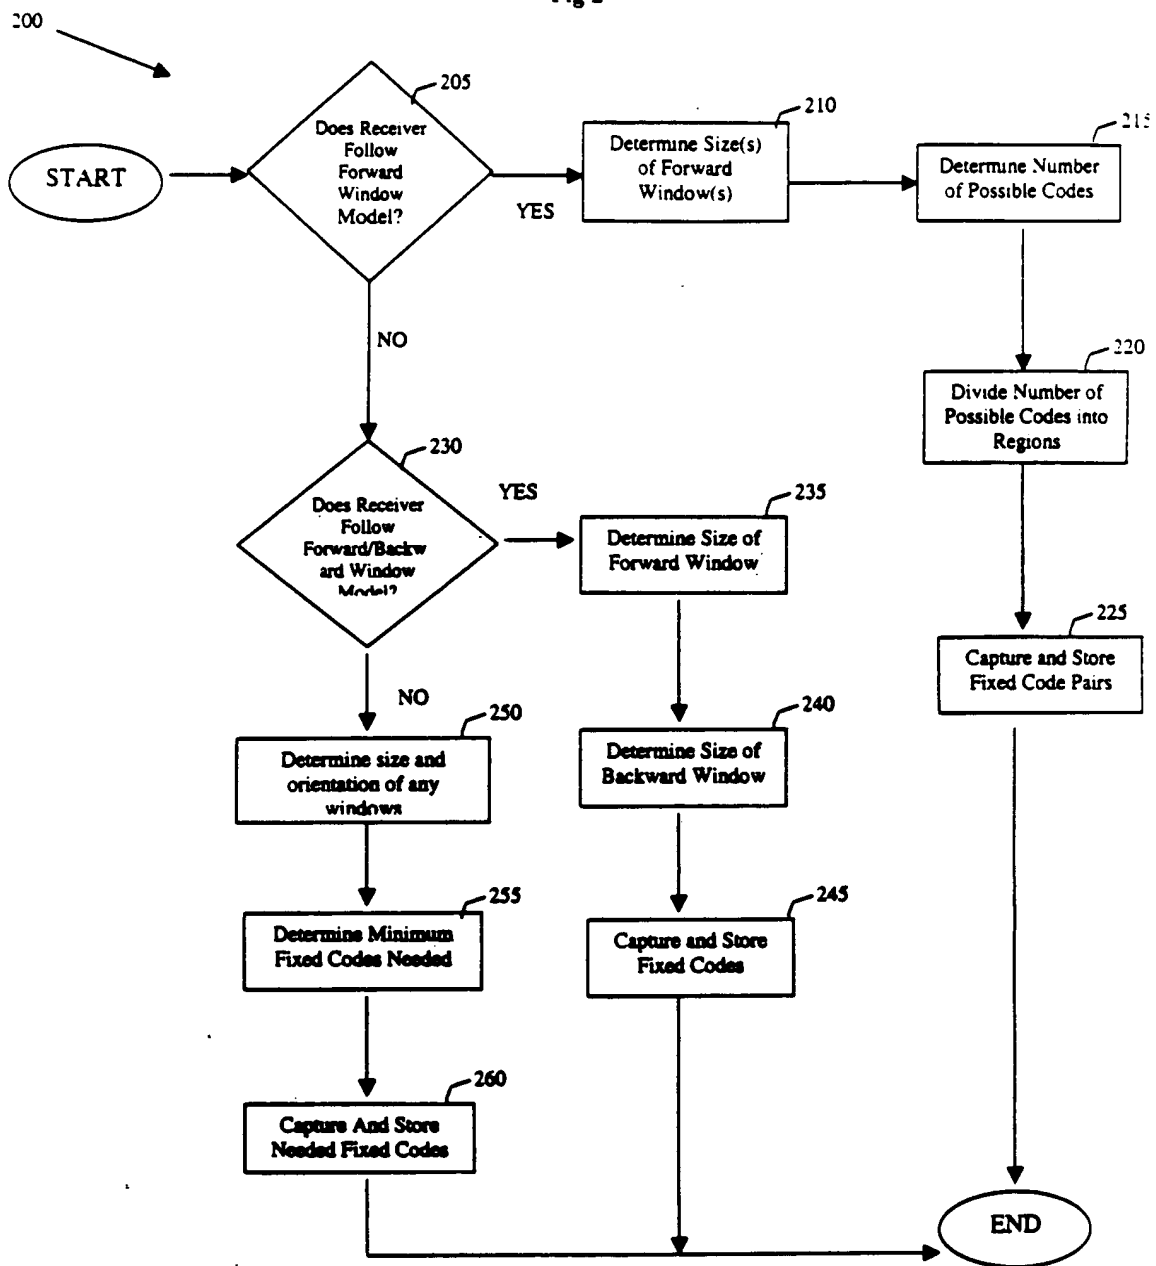 200
205
Does Receiver
Follow
Forward
Window
Model?
START
YES
NO
210
Determine Size(s)
of Forward
Window(s)
215
Determine Number
of Possible Codes
220
Divide Number of
Possible Codes into
Regions
225
Capture and Store
Fixed Code Pairs
230
Does Receiver
Follow
Forward/Backw
ard Window
Model?
YES
NO
235
Determine Size of
Forward Window
240
Determine Size of
Backward Window
245
Capture and Store
Fixed Codes
250
Determine size and
orientation of any
windows
255
Determine Minimum
Fixed Codes Needed
260
Capture And Store
Needed Fixed Codes
END